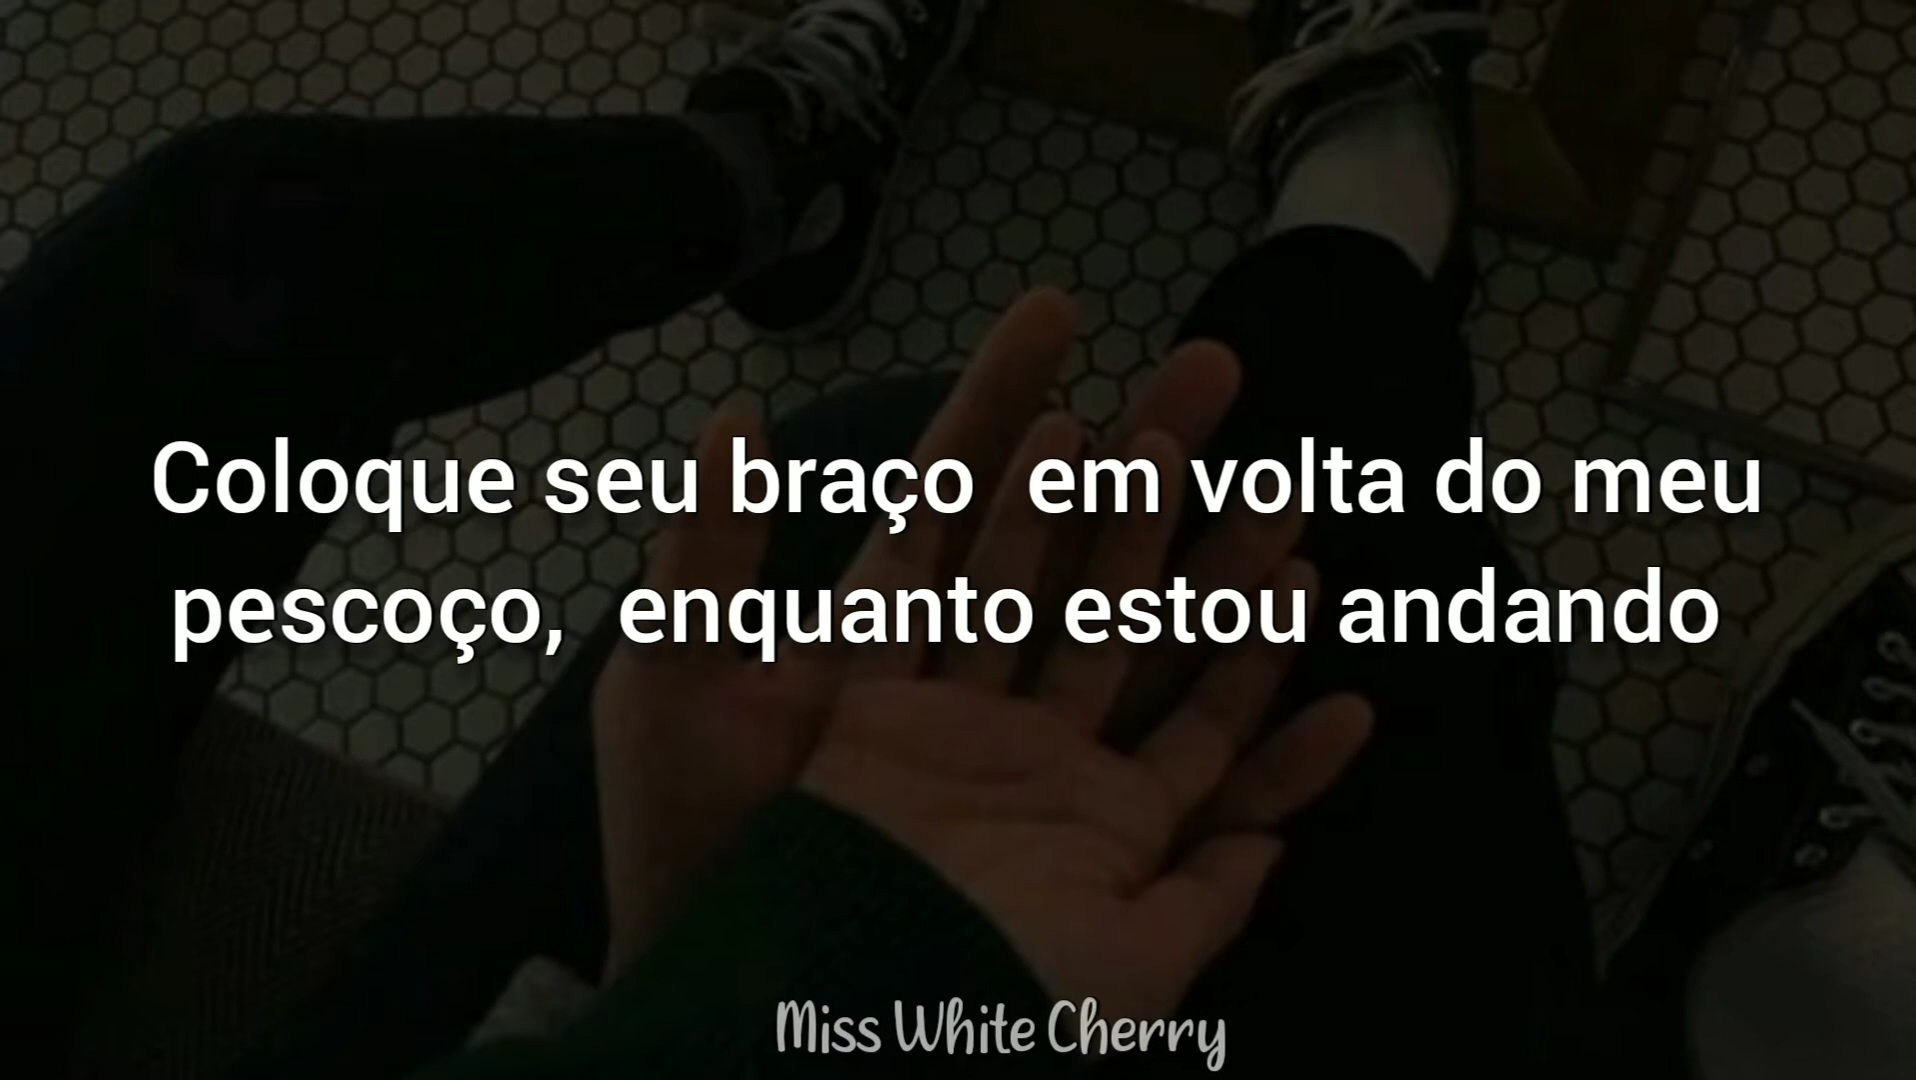 Coloque seu braço  em volta do meu
pescoço,  enquanto estou andando
Miss White Cherry